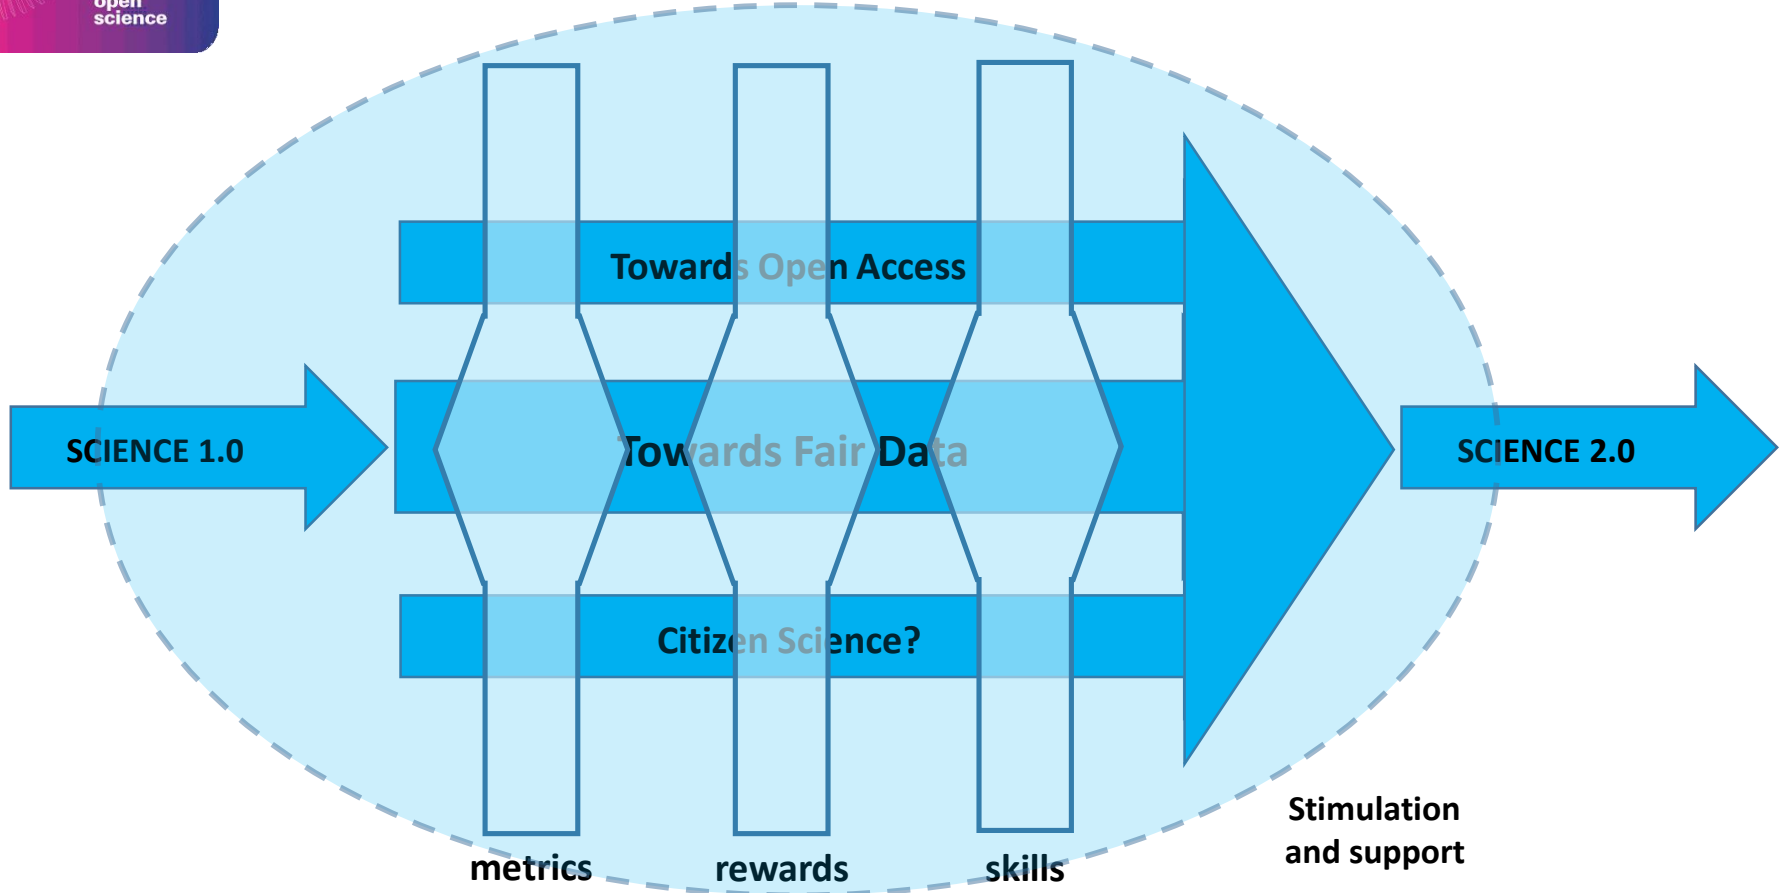 open
science
Towards Open Access
SCIENCE 1.0
Towards Fair Data
SCIENCE 2.0
Citizen Science?
Stimulation
and support
metrics
rewards
skills